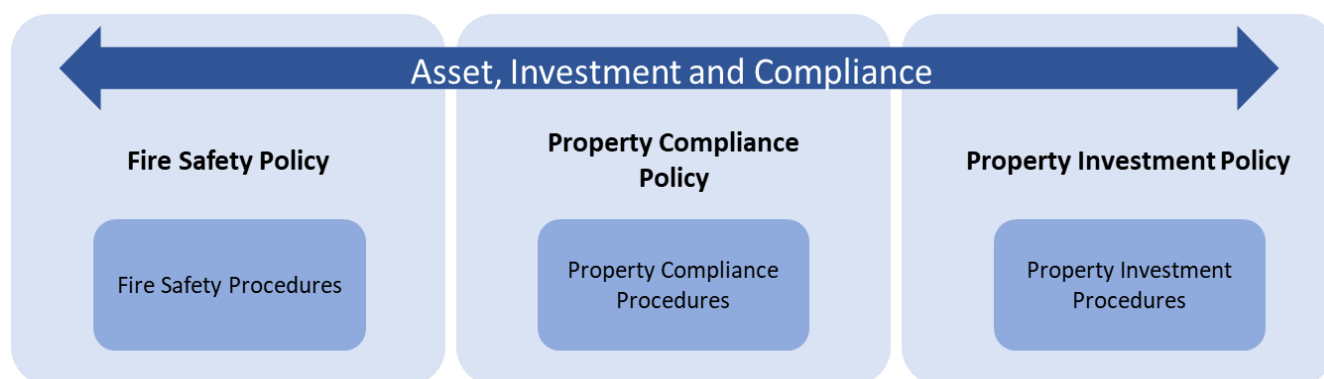 Asset, Investment and Compliance
Fire Safety Policy
Property Compliance
Policy
Property Investment Policy
Fire Safety Procedures
Property Compliance
Procedures
Property Investment
Procedures